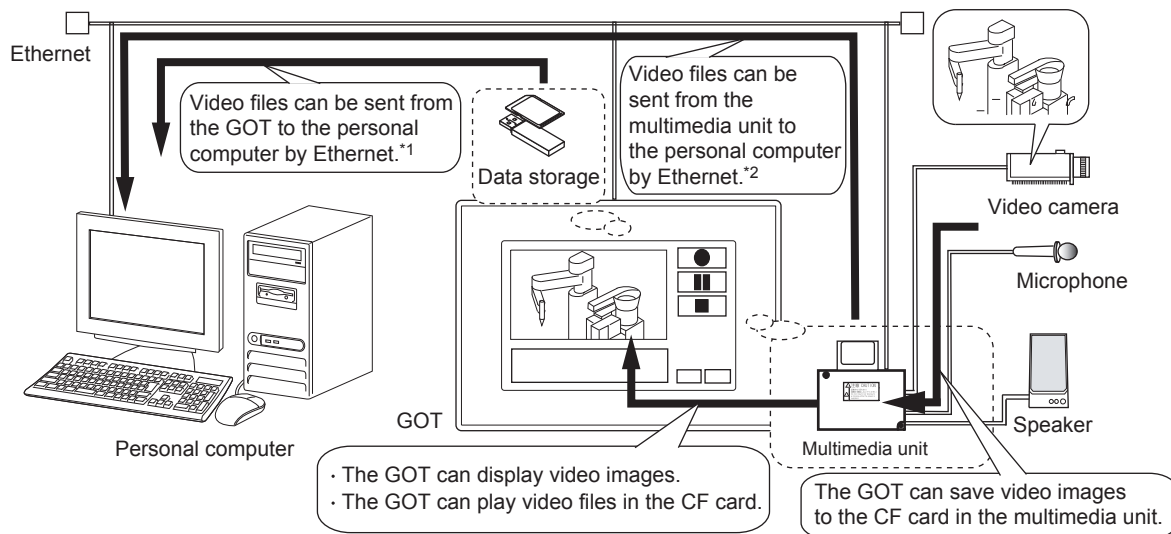 Ethernet
Video files can be sent from
the GOT to the personal
computer by Ethernet.*1
Data storage
Video files can be
sent from the
multimedia unit to
the personal computer
by Ethernet.*2
Video camera
Microphone
Speaker
Multimedia unit
GOT
Personal computer
· The GOT can display video images.
· The GOT can play video files in the CF card.
The GOT can save video images
to the CF card in the multimedia unit.